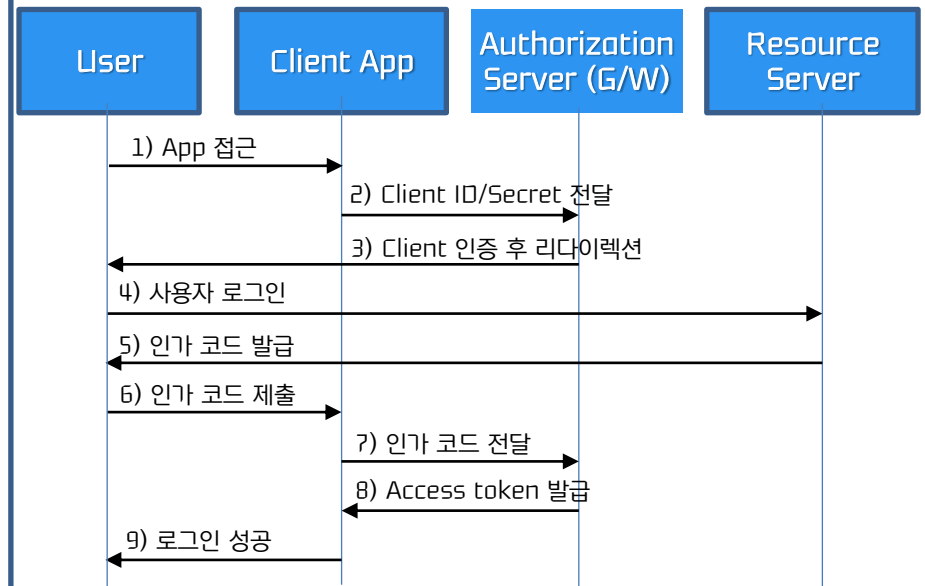 User
Client App
Authorization
Server (G/W)
Resource
Server
1) App 접근
2) Client ID/Secret 전달
3) Client 인증 후 리다이렉션
4) 사용자 로그인
5) 인가 코드 발급
6) 인가 코드 제출
7) 인가 코드 전달
8) Access token 발급
9) 로그인 성공